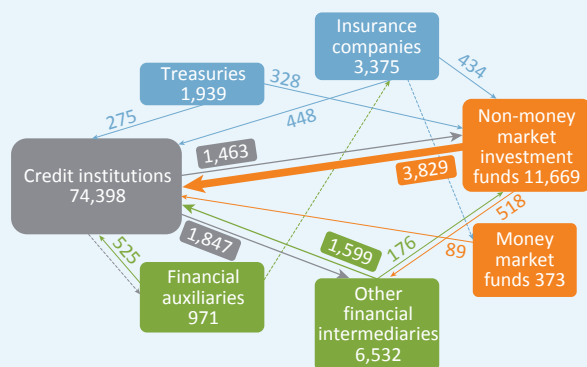 Insurance
companies
3,375
Treasuries
1,939
328
434
275
448
Non-money
market
investment
funds 11,669
1,463
Credit institutions
74,398
3,829
518
1,847
1,599
176
89
Money
market
funds 373
525
Financial
auxiliaries
971
Other
financial
intermediaries
6,532